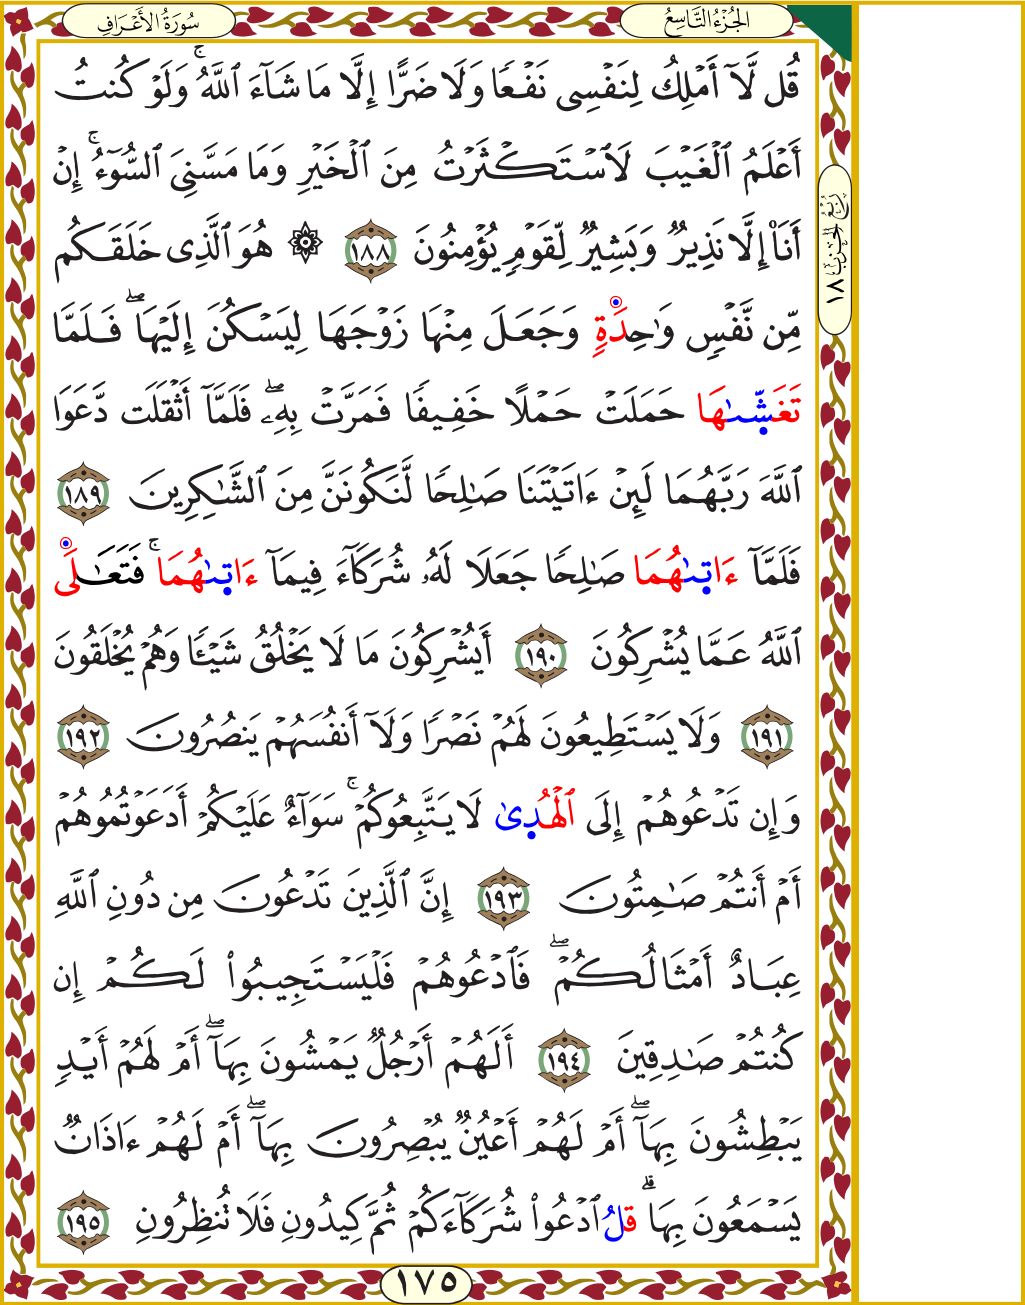 سُورَةُ الأَعْرَافِ
الجُزْءُ التَّاسِعُ
قُل لَّآ أَمْلِكُ لِنَفْسِى نَفْعًا وَلَا ضَرًّا إِلَّا مَا شَآءَ ٱللَّهُ ۚ وَلَوْ كُنتُ
أَعْلَمُ ٱلْغَيْبَ لَٱسْتَكْثَرْتُ مِنَ ٱلْخَيْرِ وَمَا مَسَّنِىَ ٱلسُّوٓءُ ۚ إِنْ
أَنَا۠ إِلَّا نَذِيرٌ وَبَشِيرٌ لِّقَوْمٍ يُؤْمِنُونَ ١٨٨ ۞ هُوَ ٱلَّذِى خَلَقَكُم
مِّن نَّفْسٍ وَٰحِدَةٍ وَجَعَلَ مِنْهَا زَوْجَهَا لِيَسْكُنَ إِلَيْهَا ۖ فَلَمَّا
تَغَشِّىٰهَا حَمَلَتْ حَمْلًا خَفِيفًا فَمَرَّتْ بِهِۦ ۖ فَلَمَّآ أَثْقَلَت دَّعَوَا
ٱللَّهَ رَبَّهُمَا لَئِنْ ءَاتَيْتَنَا صَٰلِحًا لَّنَكُونَنَّ مِنَ ٱلشَّٰكِرِينَ ١٨٩
فَلَمَّآ ءَاتِىٰهُمَا صَٰلِحًا جَعَلَا لَهُۥ شُرَكَآءَ فِيمَآ ءَاتِىٰهُمَا ۚ فَتَعَٰلَى
ٱللَّهُ عَمَّا يُشْرِكُونَ ١٩٠ أَيُشْرِكُونَ مَا لَا يَخْلُقُ شَيْـًٔا وَهُمْ يُخْلَقُونَ
١٩١ وَلَا يَسْتَطِيعُونَ لَهُمْ نَصْرًا وَلَآ أَنفُسَهُمْ يَنصُرُونَ ١٩٢
وَإِن تَدْعُوهُمْ إِلَى ٱلْهُدِىٰ لَا يَتَّبِعُوكُمْ ۚ سَوَآءٌ عَلَيْكُمْ أَدَعَوْتُمُوهُمْ
أَمْ أَنتُمْ صَٰمِتُونَ ١٩٣ إِنَّ ٱلَّذِينَ تَدْعُونَ مِن دُونِ ٱللَّهِ
عِبَادٌ أَمْثَالُكُمْ ۖ فَٱدْعُوهُمْ فَلْيَسْتَجِيبُوا۟ لَكُمْ إِن
كُنتُمْ صَٰدِقِينَ ١٩٤ أَلَهُمْ أَرْجُلٌ يَمْشُونَ بِهَآ ۖ أَمْ لَهُمْ أَيْدٍ
يَبْطِشُونَ بِهَآ ۖ أَمْ لَهُمْ أَعْيُنٌ يُبْصِرُونَ بِهَآ ۖ أَمْ لَهُمْ ءَاذَانٌ
يَسْمَعُونَ بِهَا ۗ قُلُ ٱدْعُوا۟ شُرَكَآءَكُمْ ثُمَّ كِيدُونِ فَلَا تُنظِرُونِ ١٩٥
رُبْعُ الْحِزْب ١٨
١٧٥